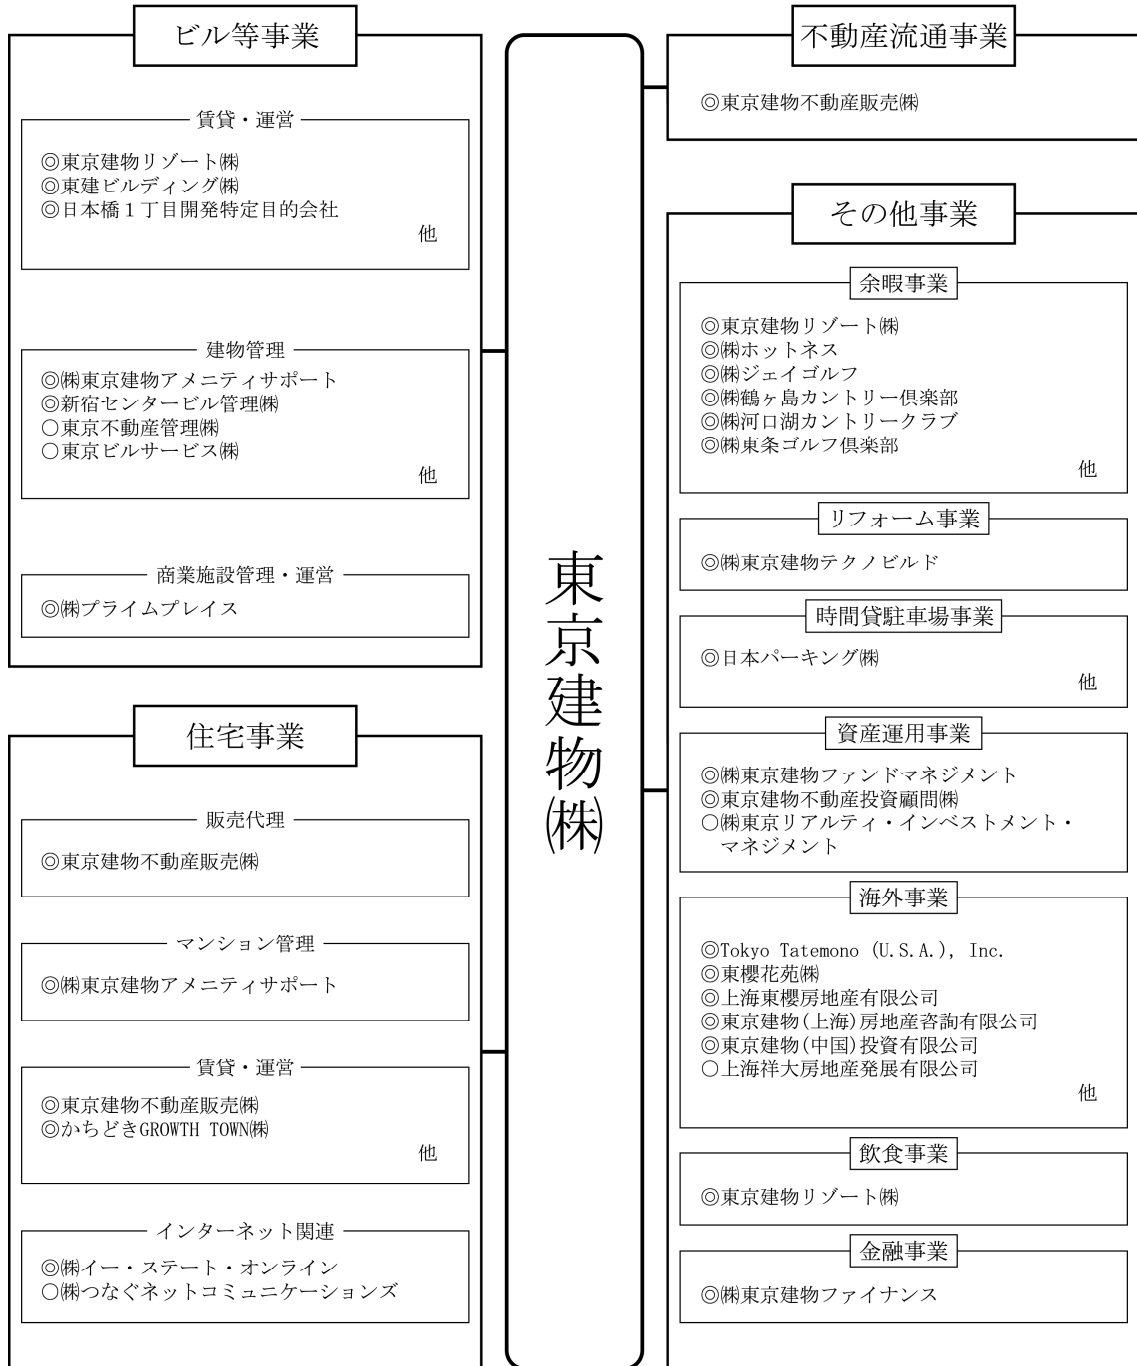 ビル等事業
賃貸・運営
◎東京建物リゾート㈱
◎東建ビルディング㈱
◎日本橋1丁目開発特定目的会社
他
建物管理
◎㈱東京建物アメニティサポート
◎新宿センタービル管理㈱
○東京不動産管理㈱
○東京ビルサービス㈱
他
商業施設管理・運営
◎㈱プライムプレイス
住宅事業
販売代理
◎東京建物不動産販売㈱
マンション管理
◎㈱東京建物アメニティサポート
賃貸・運営
◎東京建物不動産販売㈱
◎かちどきGROWTH TOWN㈱
他
インターネット関連
◎㈱イー・ステート・オンライン
○㈱つなぐネットコミュニケーションズ
東京建物㈱
不動産流通事業
◎東京建物不動産販売㈱
その他事業
余暇事業
◎東京建物リゾート㈱
◎㈱ホットネス
◎㈱ジェイゴルフ
◎㈱鶴ヶ島カントリー倶楽部
◎㈱河口湖カントリークラブ
◎㈱東条ゴルフ倶楽部
他
リフォーム事業
◎㈱東京建物テクノビルド
時間貸駐車場事業
◎日本パーキング㈱
他
資産運用事業
◎㈱東京建物ファンドマネジメント
◎東京建物不動産投資顧問㈱
○㈱東京リアルティ・インベストメント・
マネジメント
海外事業
◎Tokyo Tatemono (U.S.A.), Inc.
◎東櫻花苑㈱
◎上海東櫻房地産有限公司
◎東京建物(上海)房地産咨詢有限公司
◎東京建物(中国)投資有限公司
○上海祥大房地産発展有限公司
他
飲食事業
◎東京建物リゾート㈱
金融事業
◎㈱東京建物ファイナンス